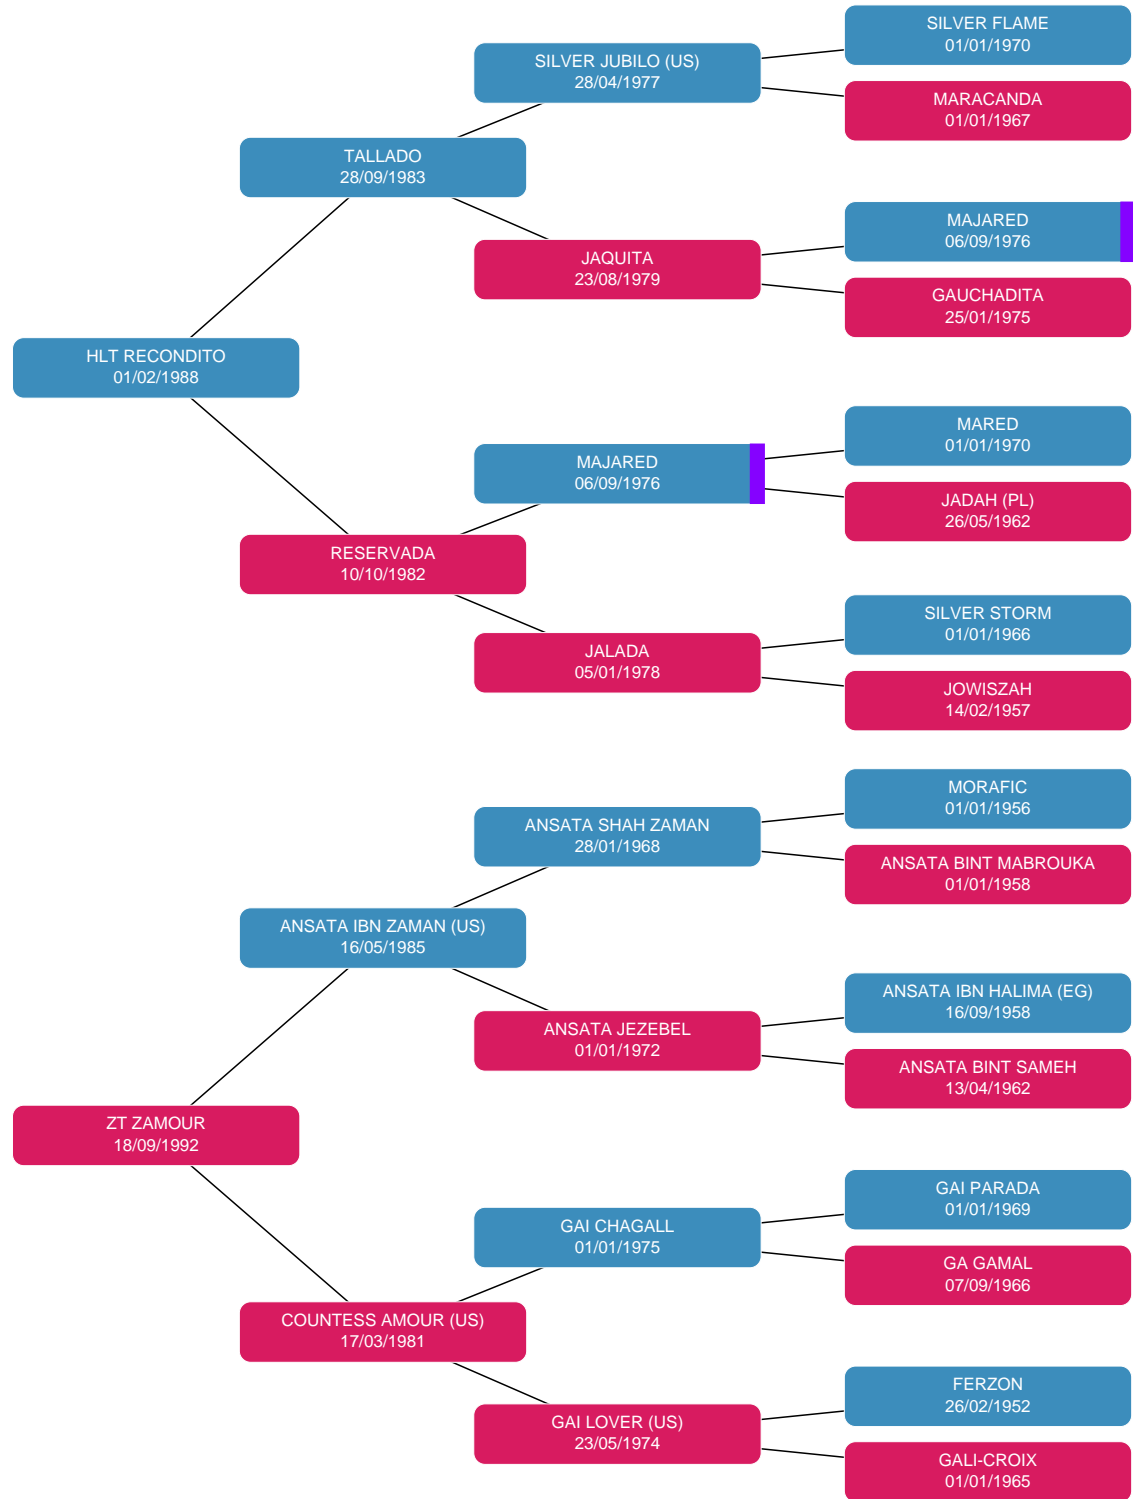 SILVER FLAME
01/01/1970
SILVER JUBILO (US)
28/04/1977
MARACANDA
01/01/1967
TALLADO
28/09/1983
MAJARED
06/09/1976
JAQUITA
23/08/1979
GAUCHADITA
25/01/1975
HLT RECONDITO
01/02/1988
MARED
01/01/1970
MAJARED
06/09/1976
JADAH (PL)
26/05/1962
RESERVADA
10/10/1982
SILVER STORM
01/01/1966
JALADA
05/01/1978
JOWISZAH
14/02/1957
MORAFIC
01/01/1956
ANSATA SHAH ZAMAN
28/01/1968
ANSATA BINT MABROUKA
01/01/1958
ANSATA IBN ZAMAN (US)
16/05/1985
ANSATA IBN HALIMA (EG)
16/09/1958
ANSATA JEZEBEL
01/01/1972
ANSATA BINT SAMEH
13/04/1962
ZT ZAMOUR
18/09/1992
GAI PARADA
01/01/1969
GAI CHAGALL
01/01/1975
GA GAMAL
07/09/1966
COUNTESS AMOUR (US)
17/03/1981
FERZON
26/02/1952
GAI LOVER (US)
23/05/1974
GALI-CROIX
01/01/1965